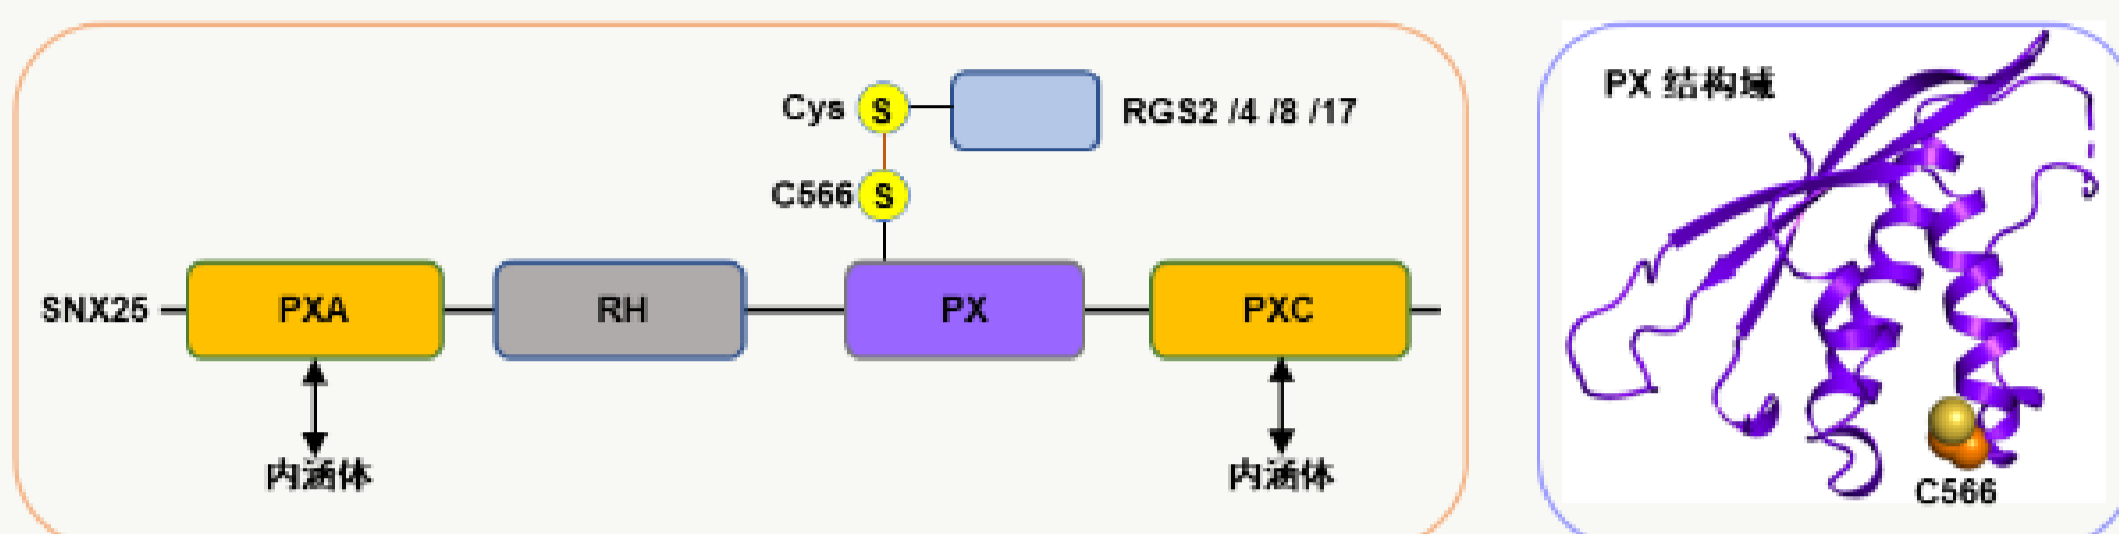 Cys S RGS2 /4 /8 /17
C566 S
SNX25 PXA RH PX PXC
内涵体 内涵体
PX 结构域
C566